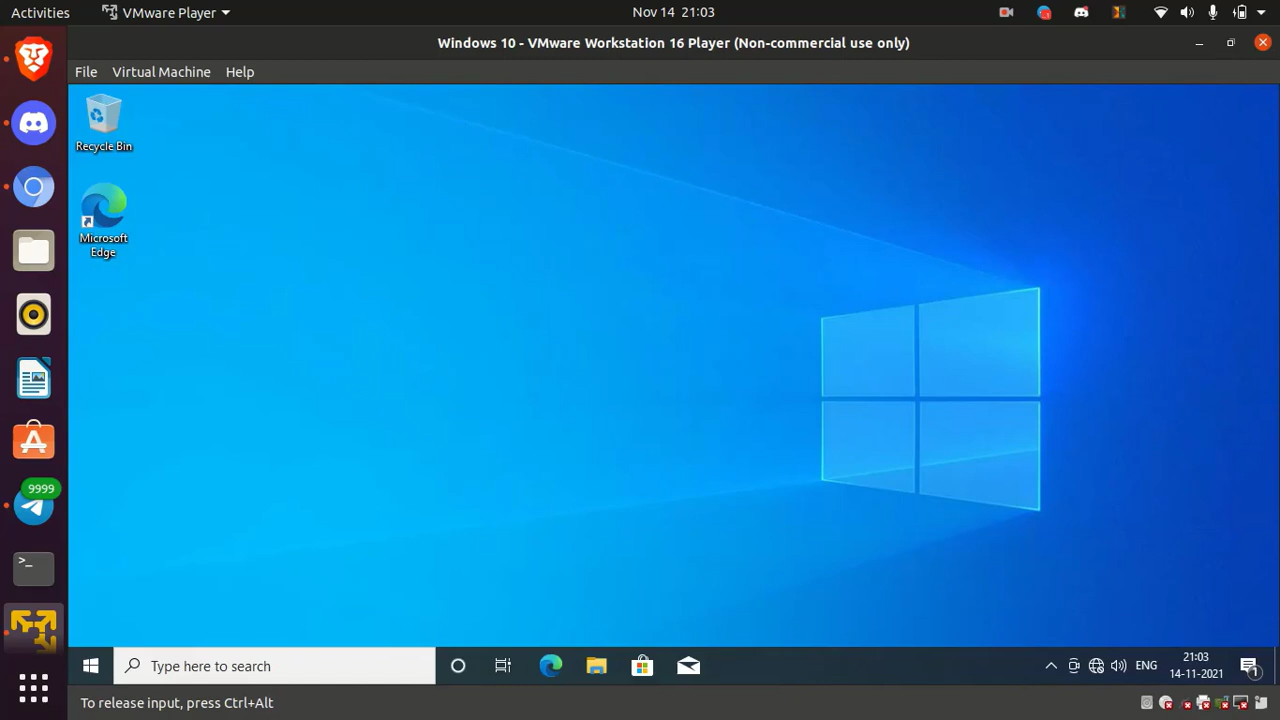 Activities
VMware Player
Nov 14 21:03
Windows 10 - VMware Workstation 16 Player (Non-commercial use only)
File
Virtual Machine
Help
Recycle Bin
Microsoft
Edge
9999
>_
Type here to search
ENG
21:03
14-11-2021
1
To release input, press Ctrl+Alt